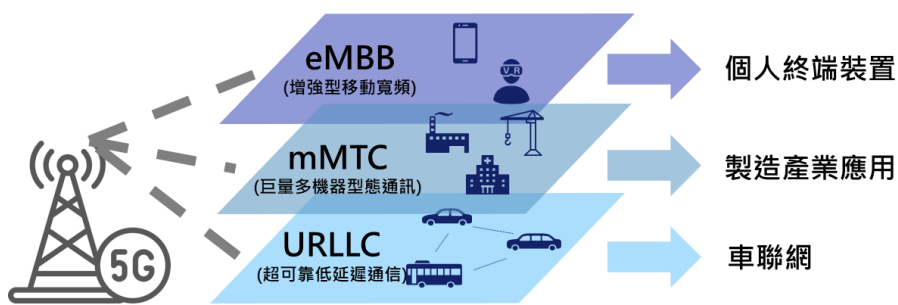 eMBB
(增強型移動寬頻)
VR
個人終端裝置
mMTC
(巨量多機器型態通訊)
製造產業應用
URLLC
(超可靠低延遲通信)
車聯網
5G